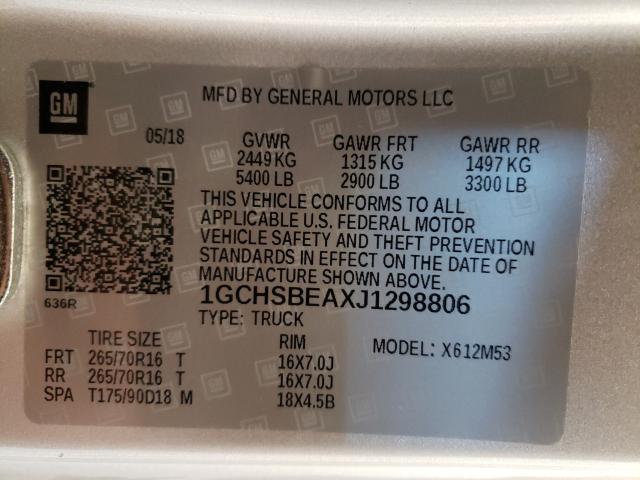 GM
MFD BY GENERAL MOTORS LLC
05/18 GVWR GAWR FRT GAWR RR
2449 KG 1315 KG 1497 KG
5400 LB 2900 LB 3300 LB
THIS VEHICLE CONFORMS TO ALL
APPLICABLE U.S. FEDERAL MOTOR
VEHICLE SAFETY AND THEFT PREVENTION
STANDARDS IN EFFECT ON THE DATE OF
MANUFACTURE SHOWN ABOVE.
1GCHSBEAXJ1298806
636R
TYPE: TRUCK
TIRE SIZE RIM MODEL: X612M53
FRT 265/70R16 T 16X7.0J
RR 265/70R16 T 16X7.0J
SPA T175/90D18 M 18X4.5B